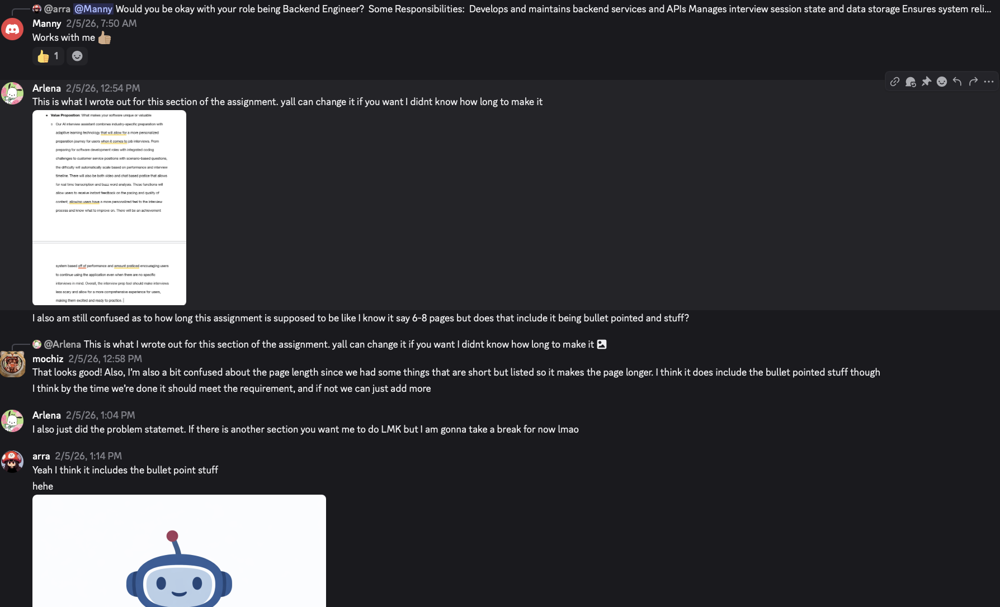 @arra @Manny Would you be okay with your role being Backend Engineer? Some Responsibilities: Develops and maintains backend services and APIs Manages interview session state and data storage Ensures system reli...
Manny 2/5/26, 7:50 AM
Works with me 👍🏽
👍 1
Arlena 2/5/26, 12:54 PM
This is what I wrote out for this section of the assignment. yall can change it if you want I didnt know how long to make it
• Value Proposition: What makes your software unique or valuable
○ Our AI interview assistant combines industry-specific preparation with
adaptive learning technology that will allow for a more personalized
preparation journey for users when it comes to job interviews. From
preparing for software development roles with integrated coding
challenges to customer service positions with scenario-based questions,
the difficulty will automatically scale based on performance and interview
timeline. There will also be both video and chat based pratice that allows
for real time transcription and buzz word analysis. These functions will
allow users to receive instant feedback on the pacing and quality of
content, allowing users have a more personalized feel to the interview
process and know what to improve on. There will be an achievement
system based off of performance and amount praticed encouraging users
to continue using the application even when there are no specific
interviews in mind. Overall, the interview prep tool should make interviews
less scary and allow for a more comprehensive experience for users,
making them excited and ready to practice.
I also am still confused as to how long this assignment is supposed to be like I know it say 6-8 pages but does that include it being bullet pointed and stuff?
@Arlena This is what I wrote out for this section of the assignment. yall can change it if you want I didnt know how long to make it
mochiz 2/5/26, 12:58 PM
That looks good! Also, I'm also a bit confused about the page length since we had some things that are short but listed so it makes the page longer. I think it does include the bullet pointed stuff though
I think by the time we're done it should meet the requirement, and if not we can just add more
Arlena 2/5/26, 1:04 PM
I also just did the problem statemet. If there is another section you want me to do LMK but I am gonna take a break for now lmao
arra 2/5/26, 1:14 PM
Yeah I think it includes the bullet point stuff
hehe